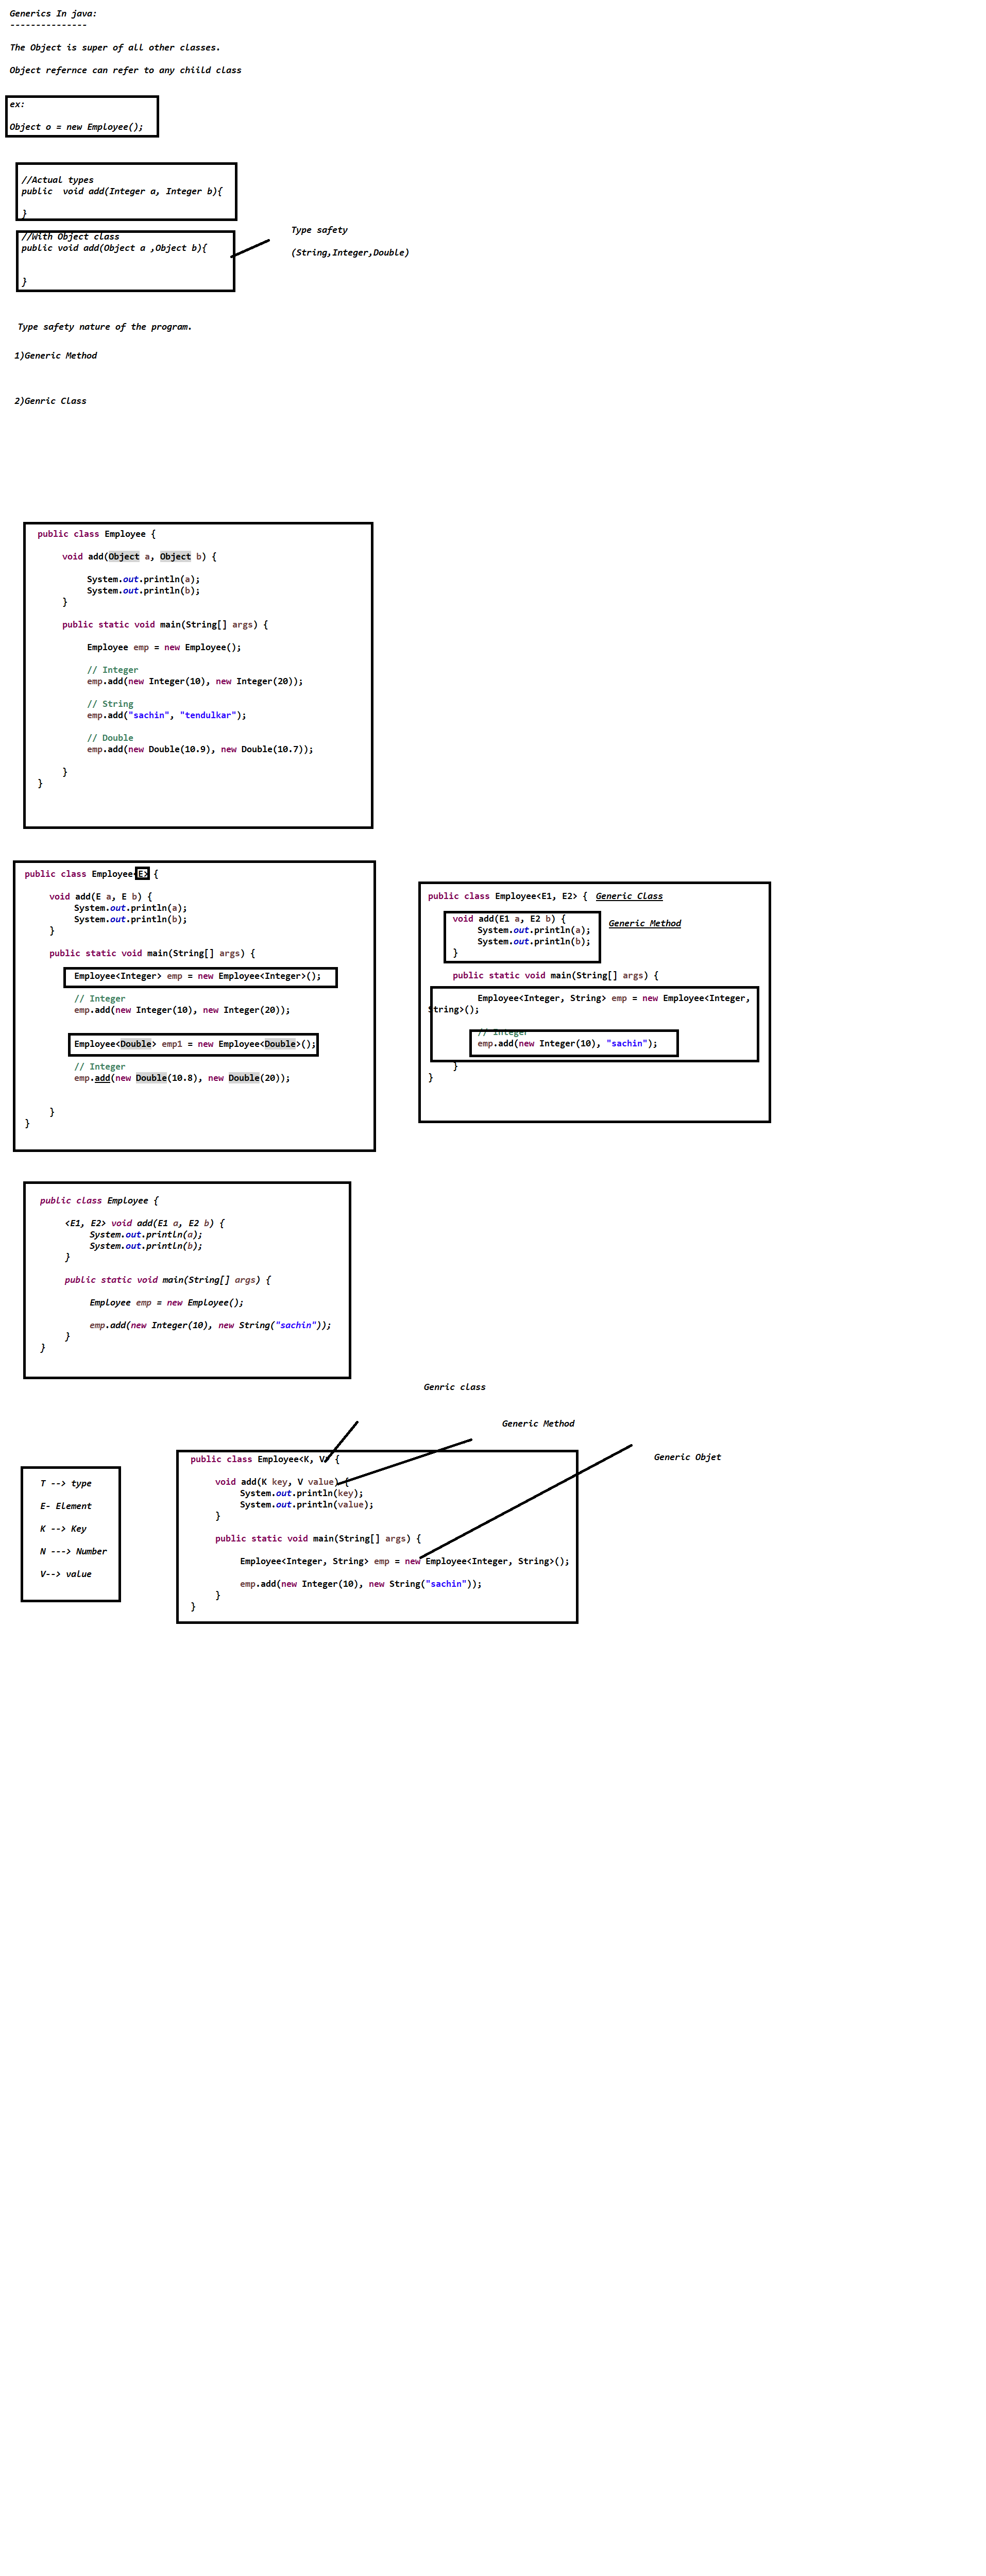 Generics In java:
---------------
The Object is super of all other classes.
Object refernce can refer to any chiild class
ex:
Object o = new Employee();
//Actual types
public  void add(Integer a, Integer b){
}
//With Object class
public void add(Object a ,Object b){
}
Type safety
(String,Integer,Double)
Type safety nature of the program.
1)Generic Method
2)Genric Class
public class Employee {
void add(Object a, Object b) {
System.out.println(a);
System.out.println(b);
}
public static void main(String[] args) {
Employee emp = new Employee();
// Integer
emp.add(new Integer(10), new Integer(20));
// String
emp.add("sachin", "tendulkar");
// Double
emp.add(new Double(10.9), new Double(10.7));
}
}
public class Employee<E> {
void add(E a, E b) {
System.out.println(a);
System.out.println(b);
}
public static void main(String[] args) {
Employee<Integer> emp = new Employee<Integer>();
// Integer
emp.add(new Integer(10), new Integer(20));
Employee<Double> emp1 = new Employee<Double>();
// Integer
emp.add(new Double(10.8), new Double(20));
}
}
public class Employee<E1, E2> { Generic Class
void add(E1 a, E2 b) {
Generic Method
System.out.println(a);
System.out.println(b);
}
public static void main(String[] args) {
Employee<Integer, String> emp = new Employee<Integer,
String>();
// Integer
emp.add(new Integer(10), "sachin");
}
}
public class Employee {
<E1, E2> void add(E1 a, E2 b) {
System.out.println(a);
System.out.println(b);
}
public static void main(String[] args) {
Employee emp = new Employee();
emp.add(new Integer(10), new String("sachin"));
}
}
Genric class
Generic Method
Generic Objet
T --> type
E- Element
K --> Key
N ---> Number
V--> value
public class Employee<K, V> {
void add(K key, V value) {
System.out.println(key);
System.out.println(value);
}
public static void main(String[] args) {
Employee<Integer, String> emp = new Employee<Integer, String>();
emp.add(new Integer(10), new String("sachin"));
}
}